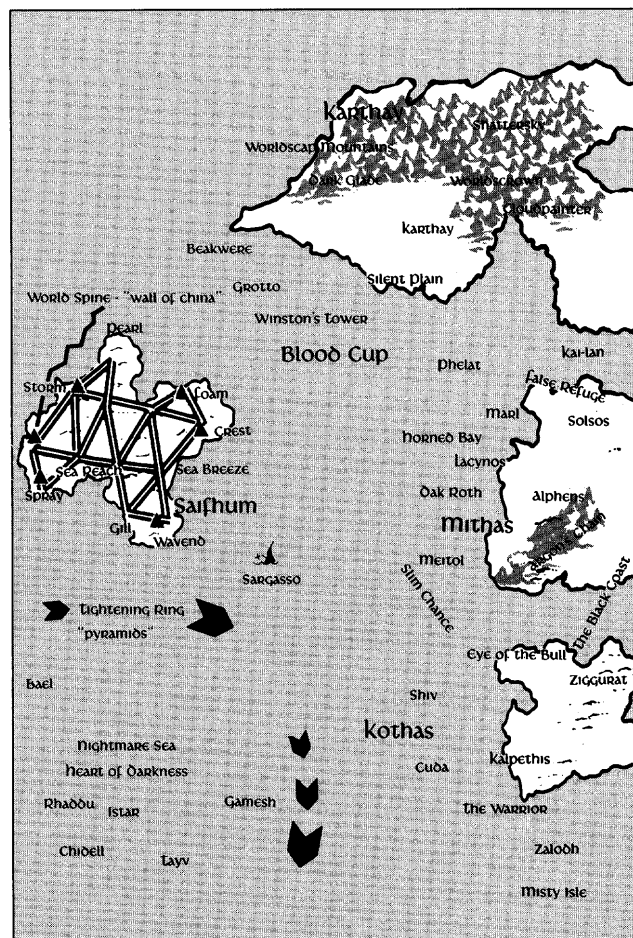 Karthay
Shattersky
Worldscap Mountains
Dark Glade
Worldscrown
Cloudpainter
Karthay
Beakwere
Silent Plain
Grotto
World Spine - "wall of china"
Winston's Tower
Pearl
Blood Cup
Kai-lan
Phelat
False Refuge
Storm
Foam
Marl
Solsos
Crest
Horned Bay
Lacynos
Sea Reach
Sea Breeze
Spray
Oak Roth
Alphens
Saifhum
Mithas
Gill
Wavend
Sargasso
Meitol
Slim Chance
The Black Coast
Tightening Ring
"pyramids"
Eye of the Bull
Ziggurat
Bael
Shiv
Kothas
Nightmare Sea
Kalpethis
Heart of Darkness
Cuda
Rhaddu
Istar
Gamesh
The Warrior
Chidell
Tayv
Zalodh
Misty Isle